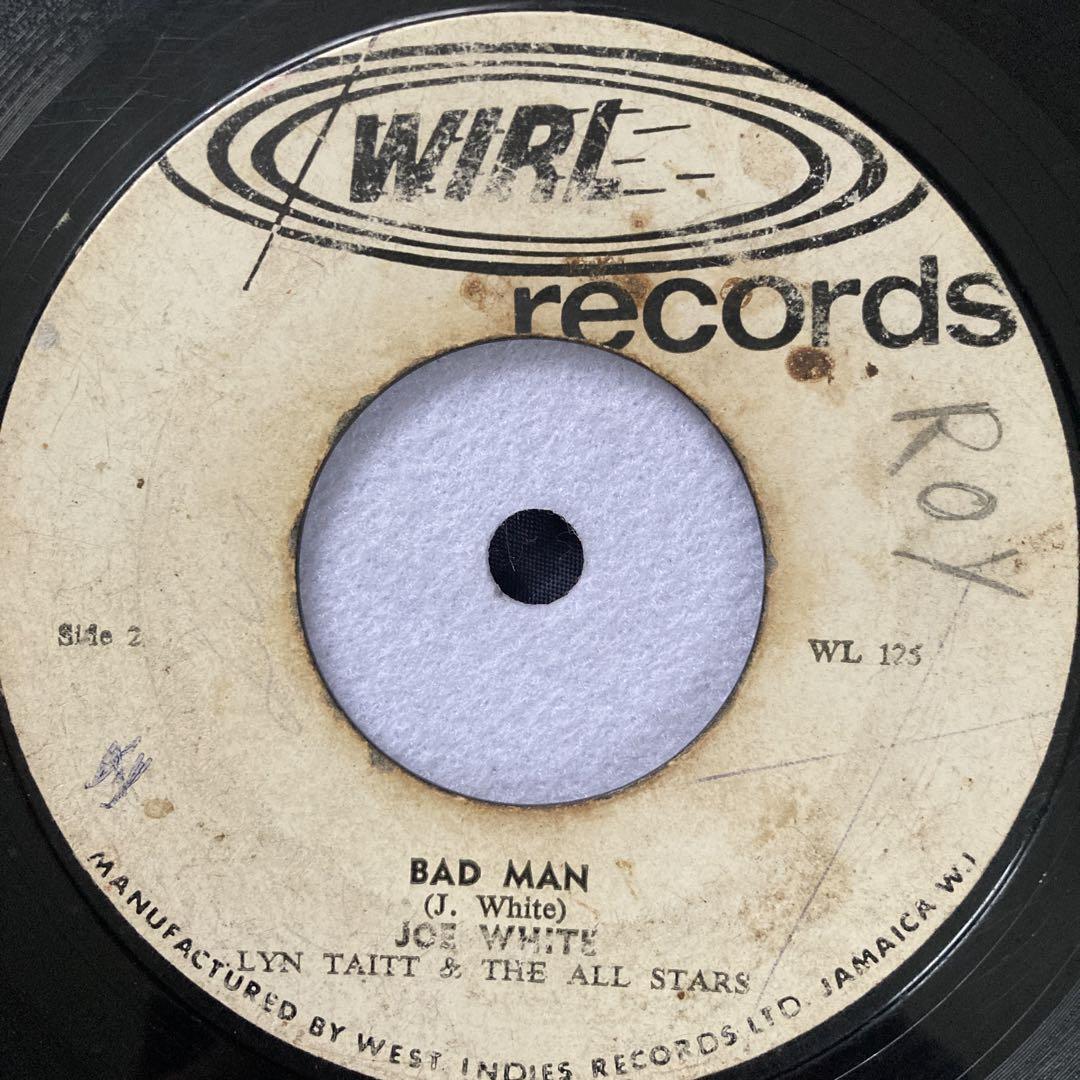 WIRL
records
ROY
Side 2
WL 125
BAD MAN
(J. White)
JOE WHITE
LYN TAITT & THE ALL STARS
MANUFACTURED BY WEST INDIES RECORDS LTD. JAMAICA W.I